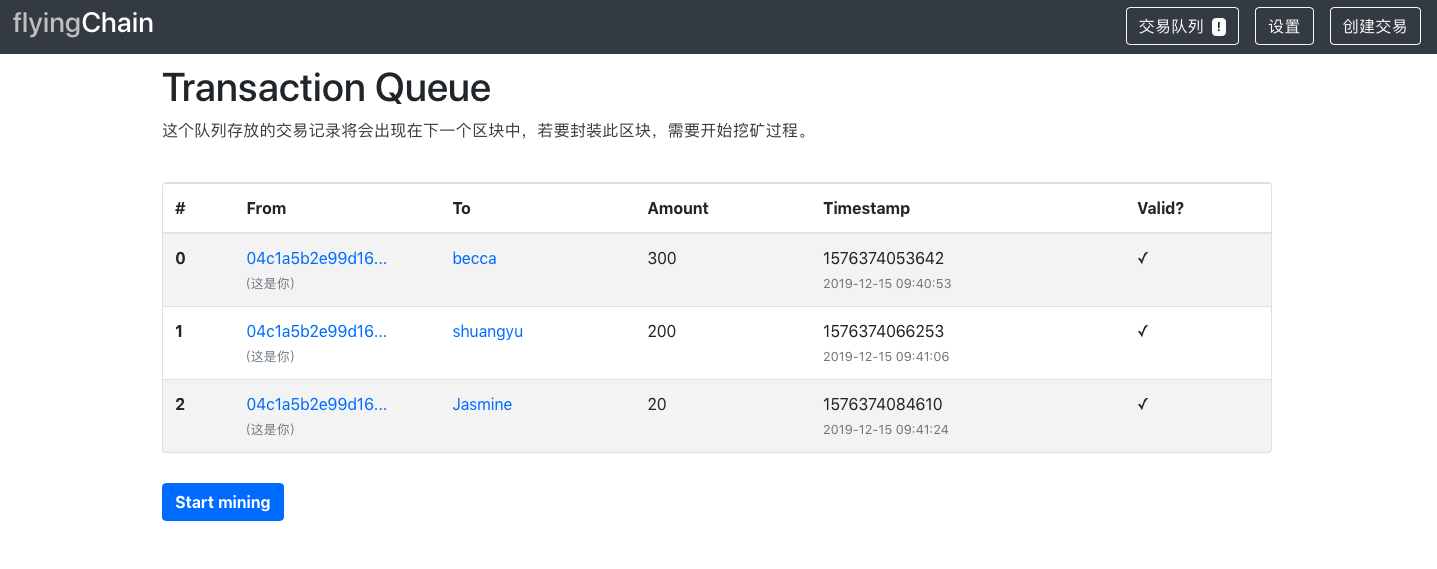 flyingChain
交易队列 !
设置
创建交易
Transaction Queue
这个队列存放的交易记录将会出现在下一个区块中，若要封装此区块，需要开始挖矿过程。
# From To Amount Timestamp Valid?
0 04c1a5b2e99d16... becca 300 1576374053642 ✓
(这是你) 2019-12-15 09:40:53
1 04c1a5b2e99d16... shuangyu 200 1576374066253 ✓
(这是你) 2019-12-15 09:41:06
2 04c1a5b2e99d16... Jasmine 20 1576374084610 ✓
(这是你) 2019-12-15 09:41:24
Start mining